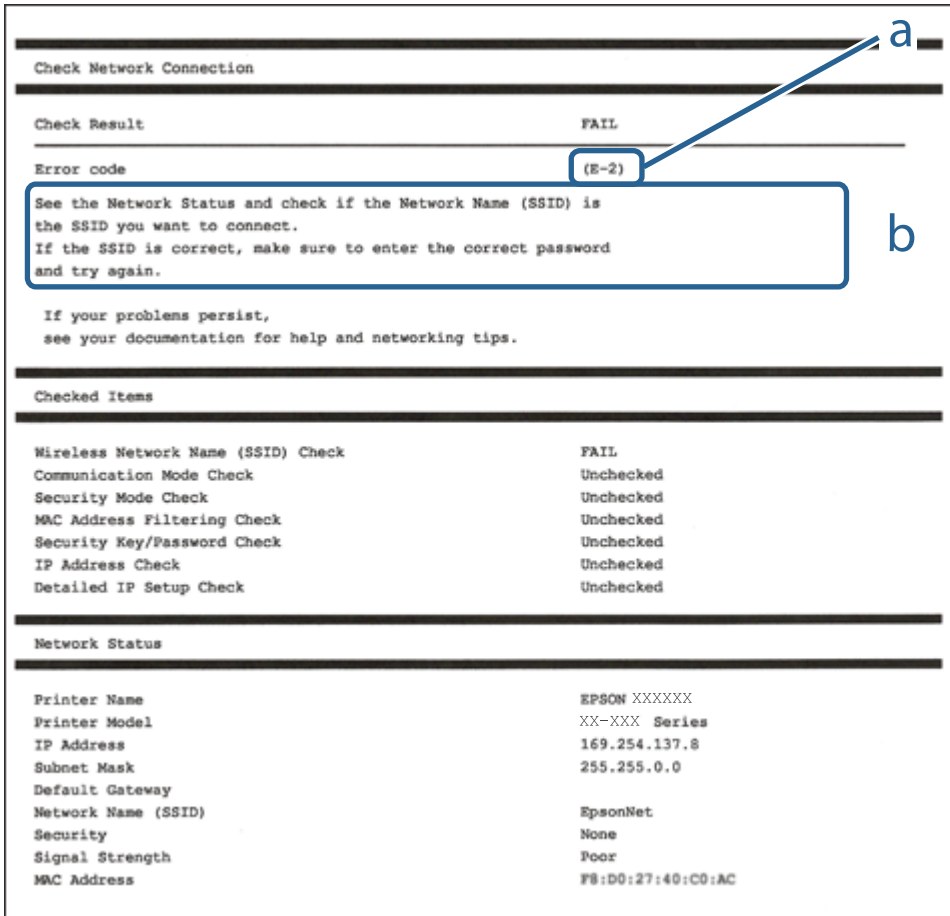 a
Check Network Connection
Check Result FAIL
Error code (E-2)
See the Network Status and check if the Network Name (SSID) is
the SSID you want to connect.
If the SSID is correct, make sure to enter the correct password
and try again.
b
If your problems persist,
see your documentation for help and networking tips.
Checked Items
Wireless Network Name (SSID) Check FAIL
Communication Mode Check Unchecked
Security Mode Check Unchecked
MAC Address Filtering Check Unchecked
Security Key/Password Check Unchecked
IP Address Check Unchecked
Detailed IP Setup Check Unchecked
Network Status
Printer Name EPSON XXXXXX
Printer Model XX-XXX Series
IP Address 169.254.137.8
Subnet Mask 255.255.0.0
Default Gateway
Network Name (SSID) EpsonNet
Security None
Signal Strength Poor
MAC Address F8:D0:27:40:C0:AC